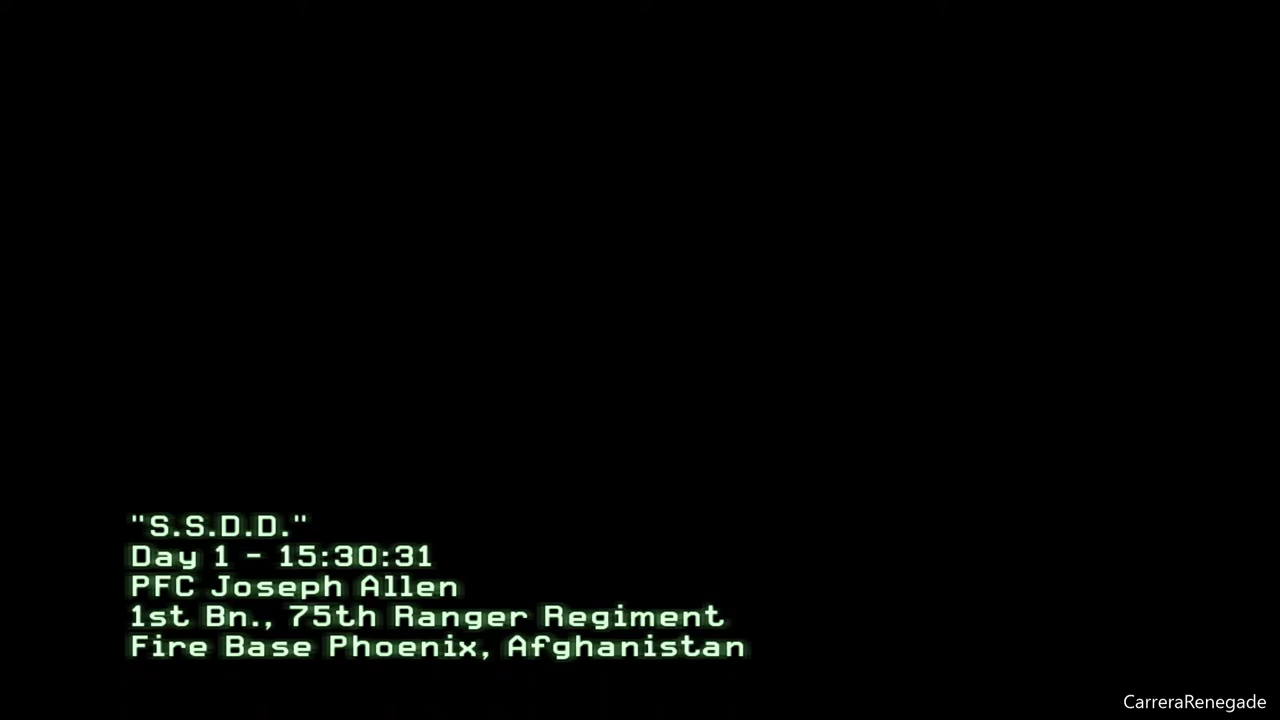 "S.S.D.D."
Day 1 - 15:30:31
PFC Joseph Allen
1st Bn., 75th Ranger Regiment
Fire Base Phoenix, Afghanistan
CarreraRenegade